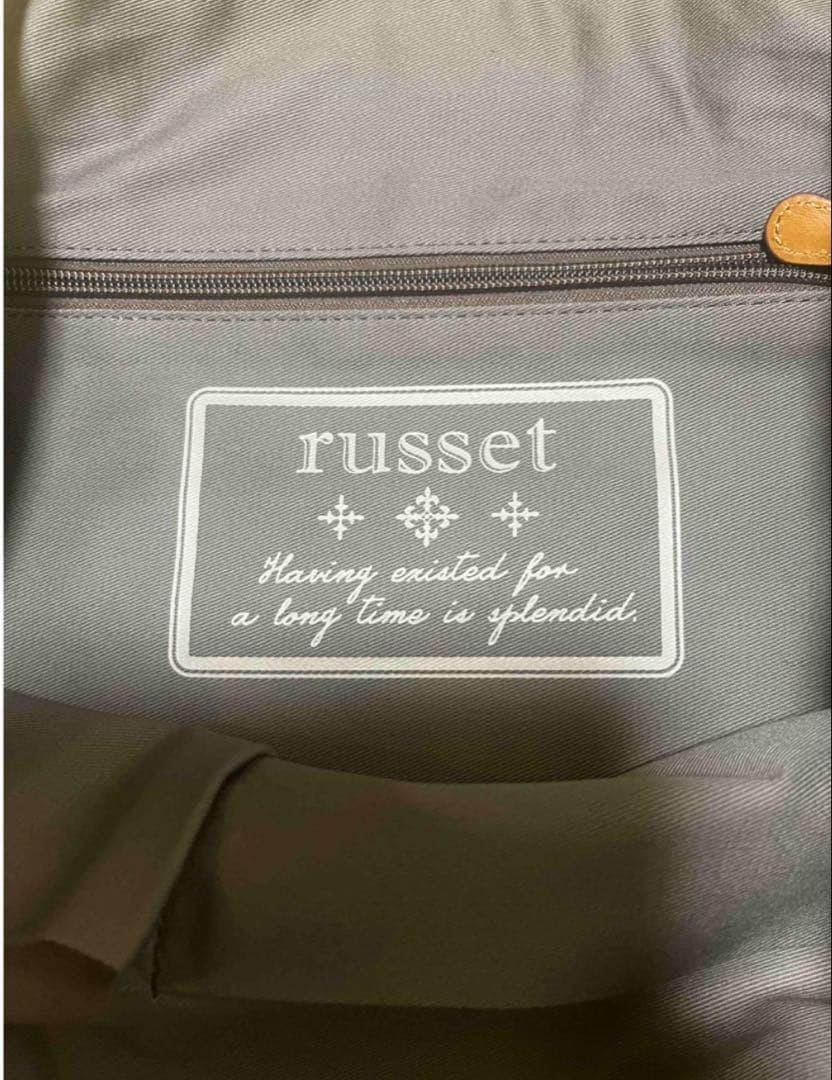 russet
Having existed for
a long time is splendid.